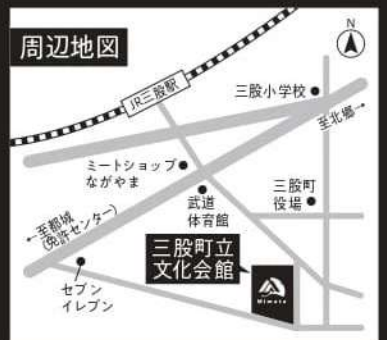 周辺地図
N
JR三股駅
三股小学校
至北郷→
ミートショップ
ながやま
武道
体育館
三股町
役場
←至都城
(免許センター)
三股町立
文化会館
セブン
イレブン
Mimata